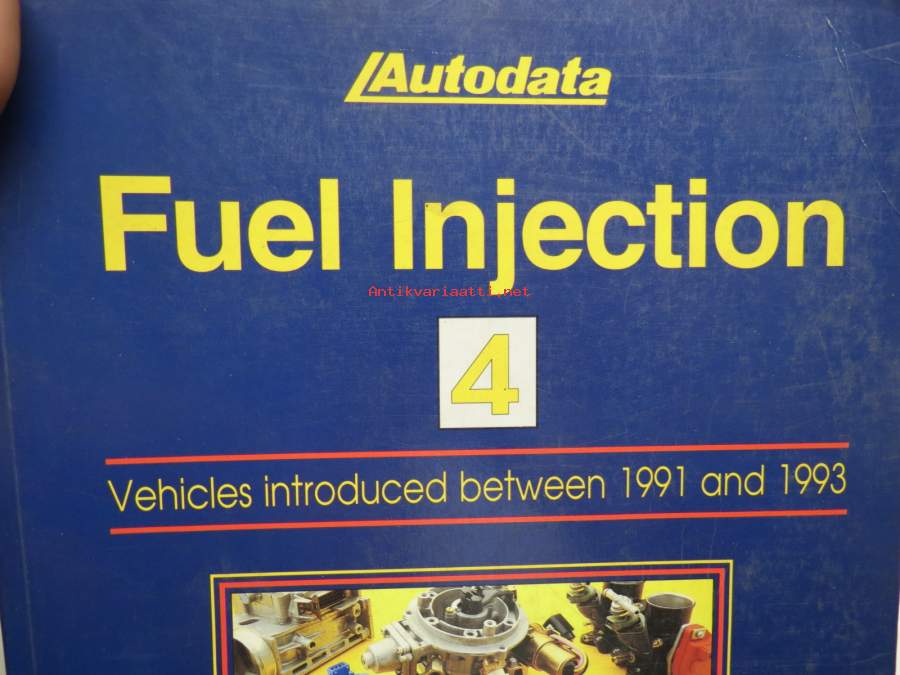 Autodata
Fuel Injection
Antikvariaatti.net
4
Vehicles introduced between 1991 and 1993